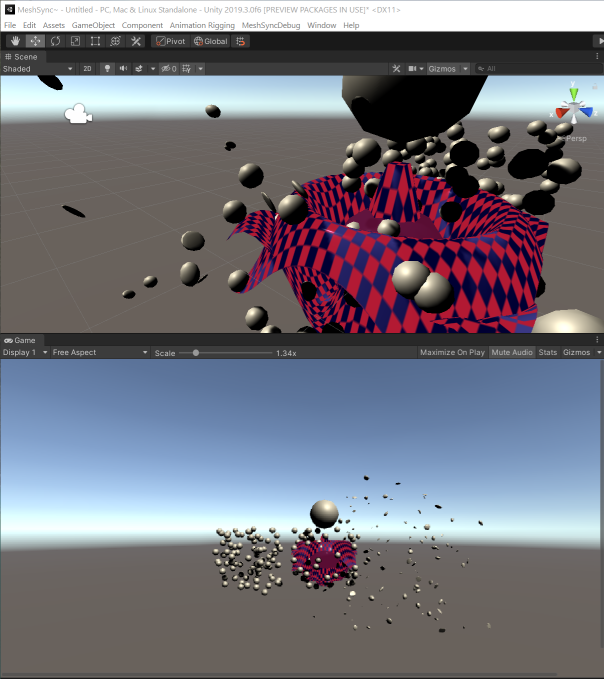 MeshSync~ - Untitled - PC, Mac & Linux Standalone - Unity 2019.3.0f6 [PREVIEW PACKAGES IN USE]* <DX11>
File Edit Assets GameObject Component Animation Rigging MeshSyncDebug Window Help
Pivot Global
Scene
Shaded 2D 0 Gizmos All
Persp
Game
Display 1 Free Aspect Scale 1.34x Maximize On Play Mute Audio Stats Gizmos